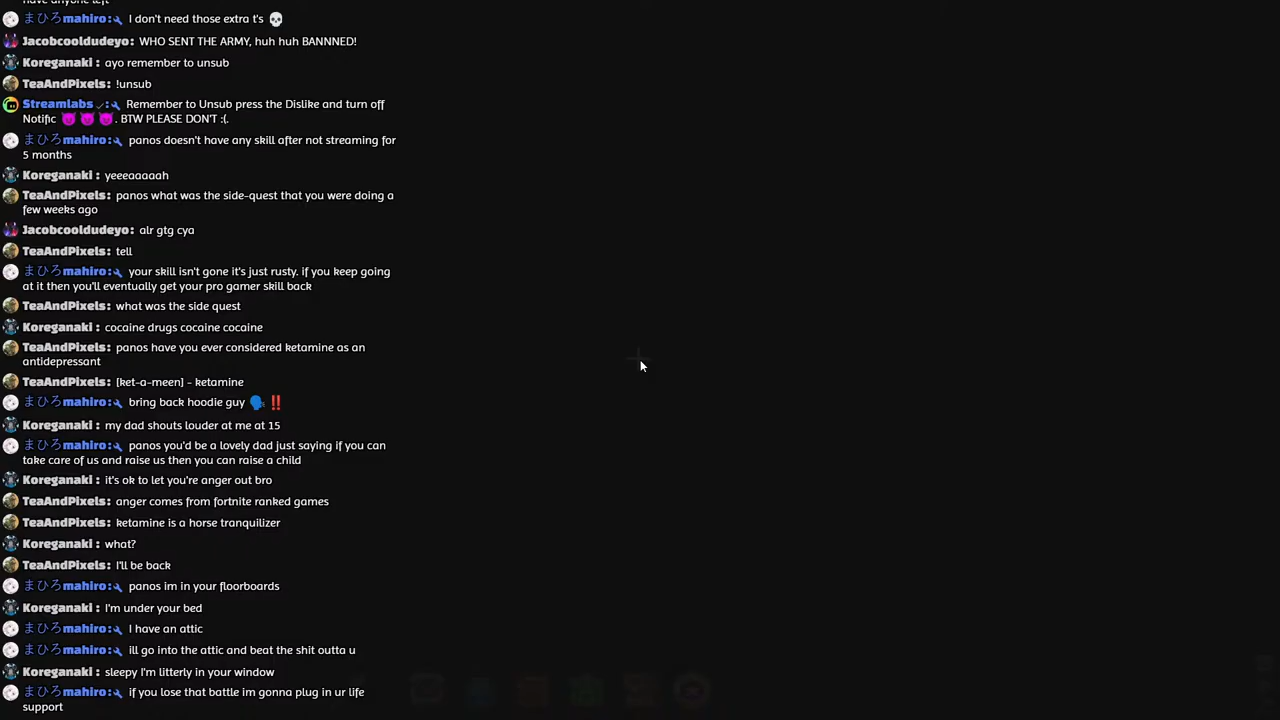 まひろmahiro: I don't need those extra t's 💀
Jacobcooldudeyo: WHO SENT THE ARMY, huh huh BANNNED!
Koreganaki : ayo remember to unsub
TeaAndPixels: !unsub
Streamlabs ✓: Remember to Unsub press the Dislike and turn off
Notific 😈 😈 😈. BTW PLEASE DON'T :(.
まひろmahiro: panos doesn't have any skill after not streaming for
5 months
Koreganaki : yeeeaaaaah
TeaAndPixels: panos what was the side-quest that you were doing a
few weeks ago
Jacobcooldudeyo: alr gtg cya
TeaAndPixels: tell
まひろmahiro: your skill isn't gone it's just rusty. if you keep going
at it then you'll eventually get your pro gamer skill back
TeaAndPixels: what was the side quest
Koreganaki : cocaine drugs cocaine cocaine
TeaAndPixels: panos have you ever considered ketamine as an
antidepressant
TeaAndPixels: [ket-a-meen] - ketamine
まひろmahiro: bring back hoodie guy 🗣️ ‼️
Koreganaki : my dad shouts louder at me at 15
まひろmahiro: panos you'd be a lovely dad just saying if you can
take care of us and raise us then you can raise a child
Koreganaki : it's ok to let you're anger out bro
TeaAndPixels: anger comes from fortnite ranked games
TeaAndPixels: ketamine is a horse tranquilizer
Koreganaki : what?
TeaAndPixels: I'll be back
まひろmahiro: panos im in your floorboards
Koreganaki : I'm under your bed
まひろmahiro: I have an attic
まひろmahiro: ill go into the attic and beat the shit outta u
Koreganaki : sleepy I'm litterly in your window
まひろmahiro: if you lose that battle im gonna plug in ur life
support